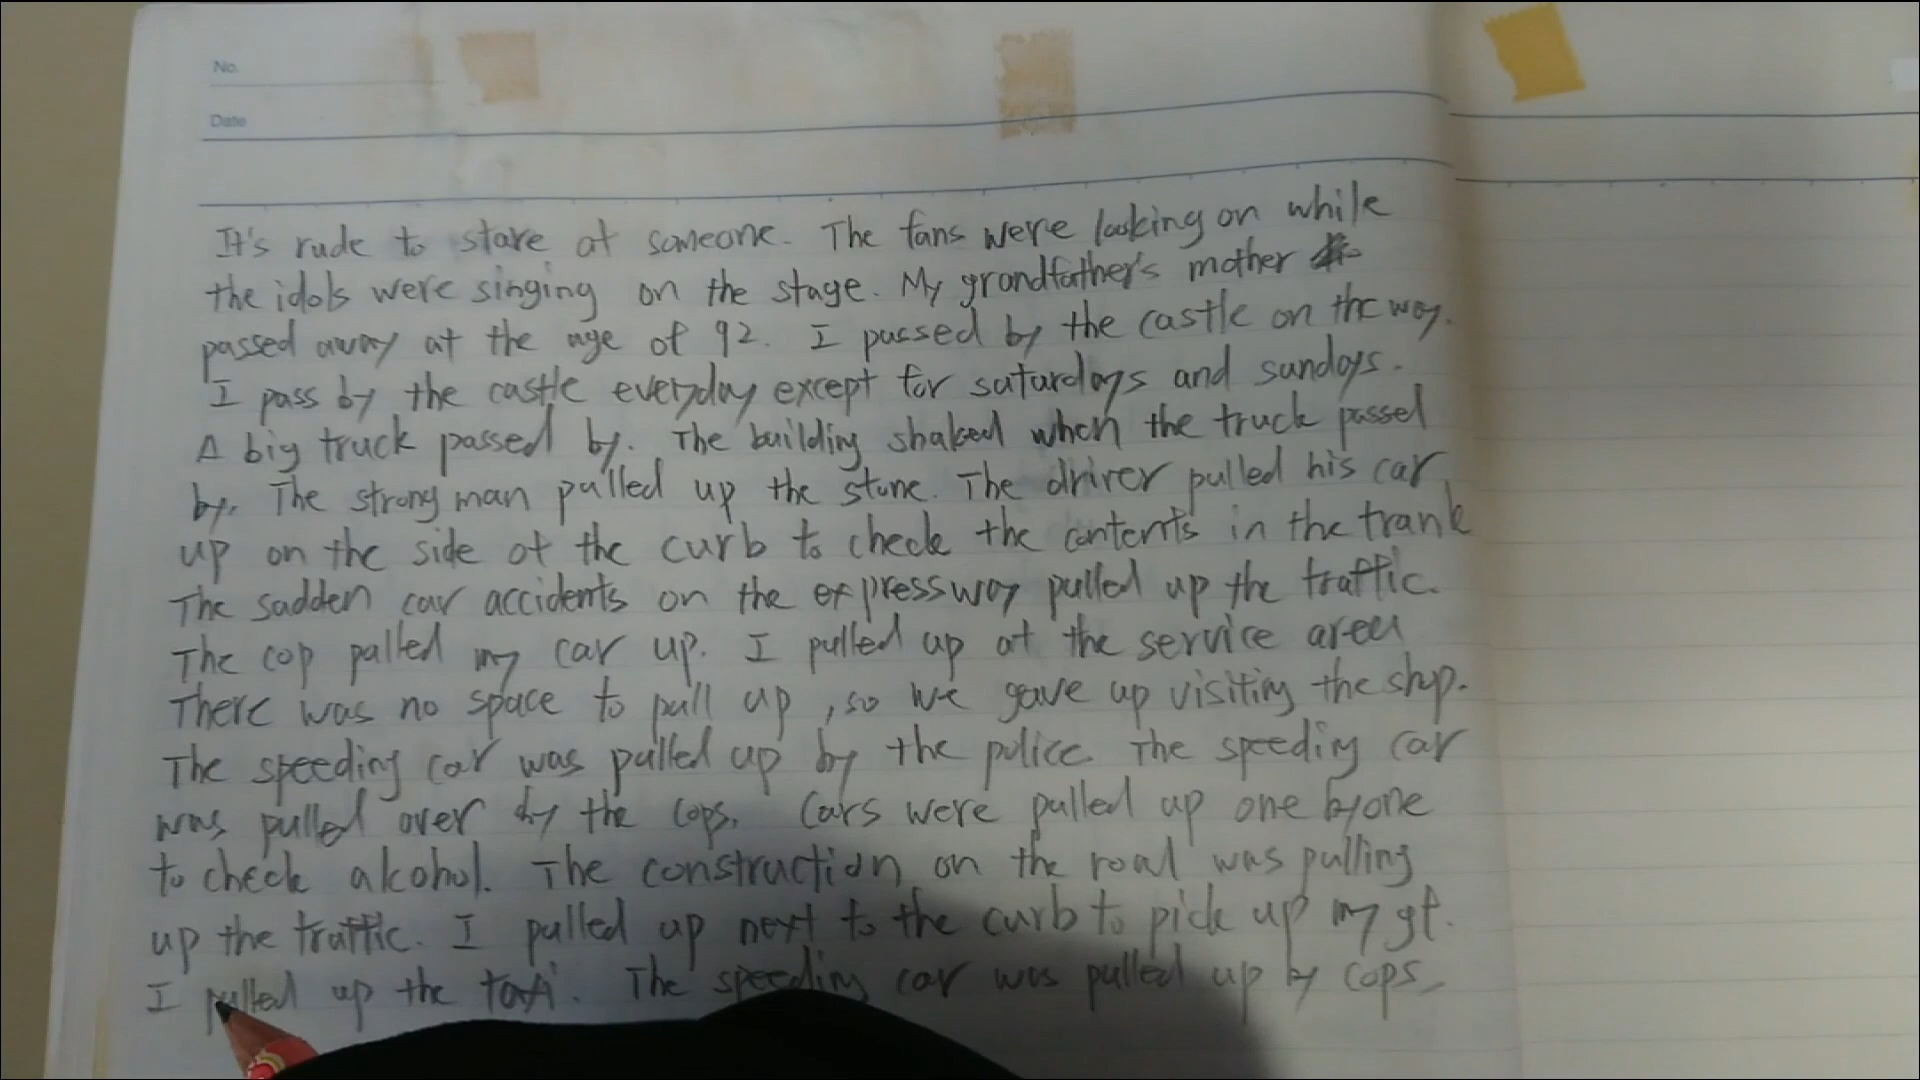 No.
Date
It's rude to stare at someone. The fans were looking on while
the idols were singing on the stage. My grandfather's mother
passed away at the age of 92. I passed by the castle on the way.
I pass by the castle everyday except for saturdays and sundays.
A big truck passed by. The building shaked when the truck passed
by. The strong man pulled up the stone. The driver pulled his car
up on the side of the curb to check the contents in the trank
The sadden car accidents on the expressway pulled up the traffic.
The cop palled my car up. I pulled up at the service area
There was no space to pull up, so we gave up visiting the shop.
The speeding car was pulled up by the police. The speeding car
was pulled over by the cops. Cars were pulled up one by one
to check alkohol. The construction on the road was pulling
up the traffic. I pulled up next to the curb to pick up my gf.
I pulled up the taxi. The speeding car was pulled up by cops.